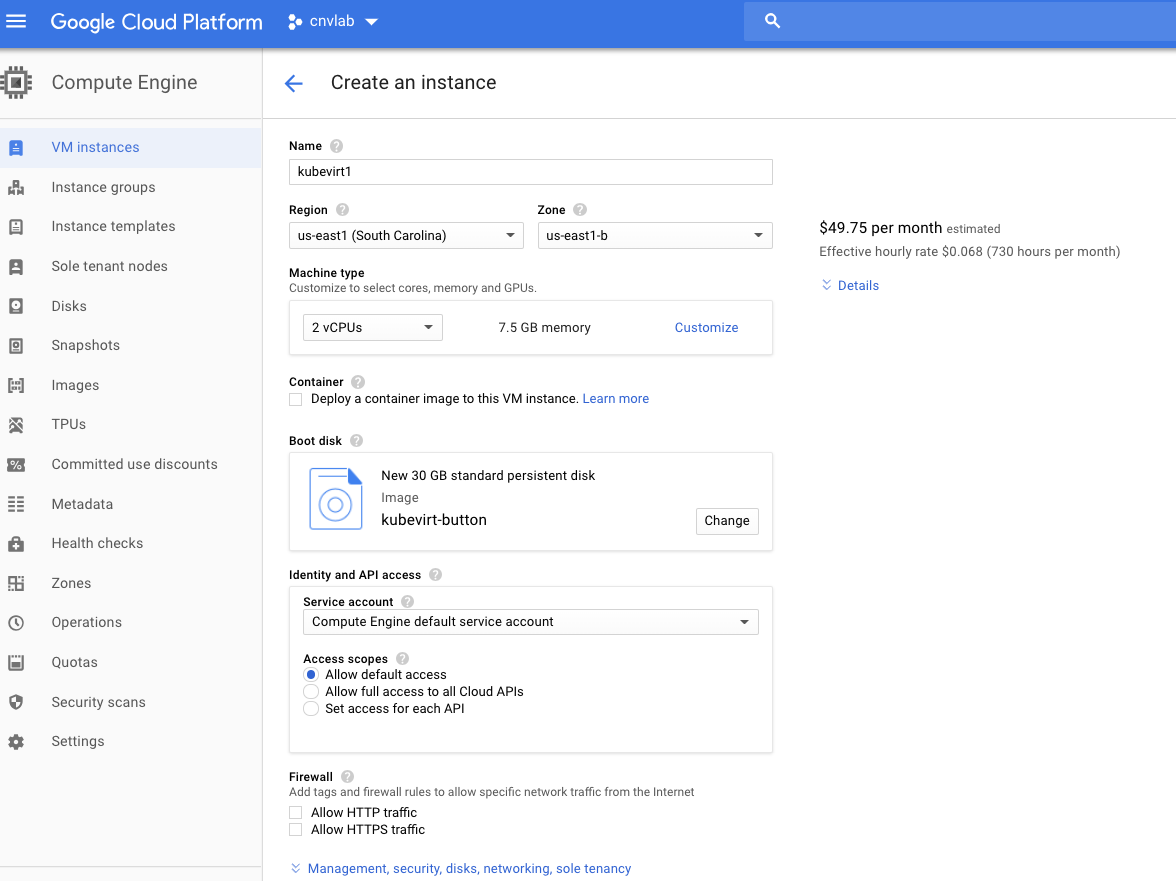 Google Cloud Platform
cnvlab
Compute Engine
VM instances
Instance groups
Instance templates
Sole tenant nodes
Disks
Snapshots
Images
TPUs
Committed use discounts
Metadata
Health checks
Zones
Operations
Quotas
Security scans
Settings
Create an instance
Name ?
kubevirt1
Region ? Zone ?
us-east1 (South Carolina) us-east1-b
Machine type
Customize to select cores, memory and GPUs.
2 vCPUs 7.5 GB memory Customize
Container ?
Deploy a container image to this VM instance. Learn more
Boot disk ?
New 30 GB standard persistent disk
Image
kubevirt-button
Change
Identity and API access ?
Service account ?
Compute Engine default service account
Access scopes ?
Allow default access
Allow full access to all Cloud APIs
Set access for each API
Firewall ?
Add tags and firewall rules to allow specific network traffic from the Internet
Allow HTTP traffic
Allow HTTPS traffic
Management, security, disks, networking, sole tenancy
$49.75 per month estimated
Effective hourly rate $0.068 (730 hours per month)
Details